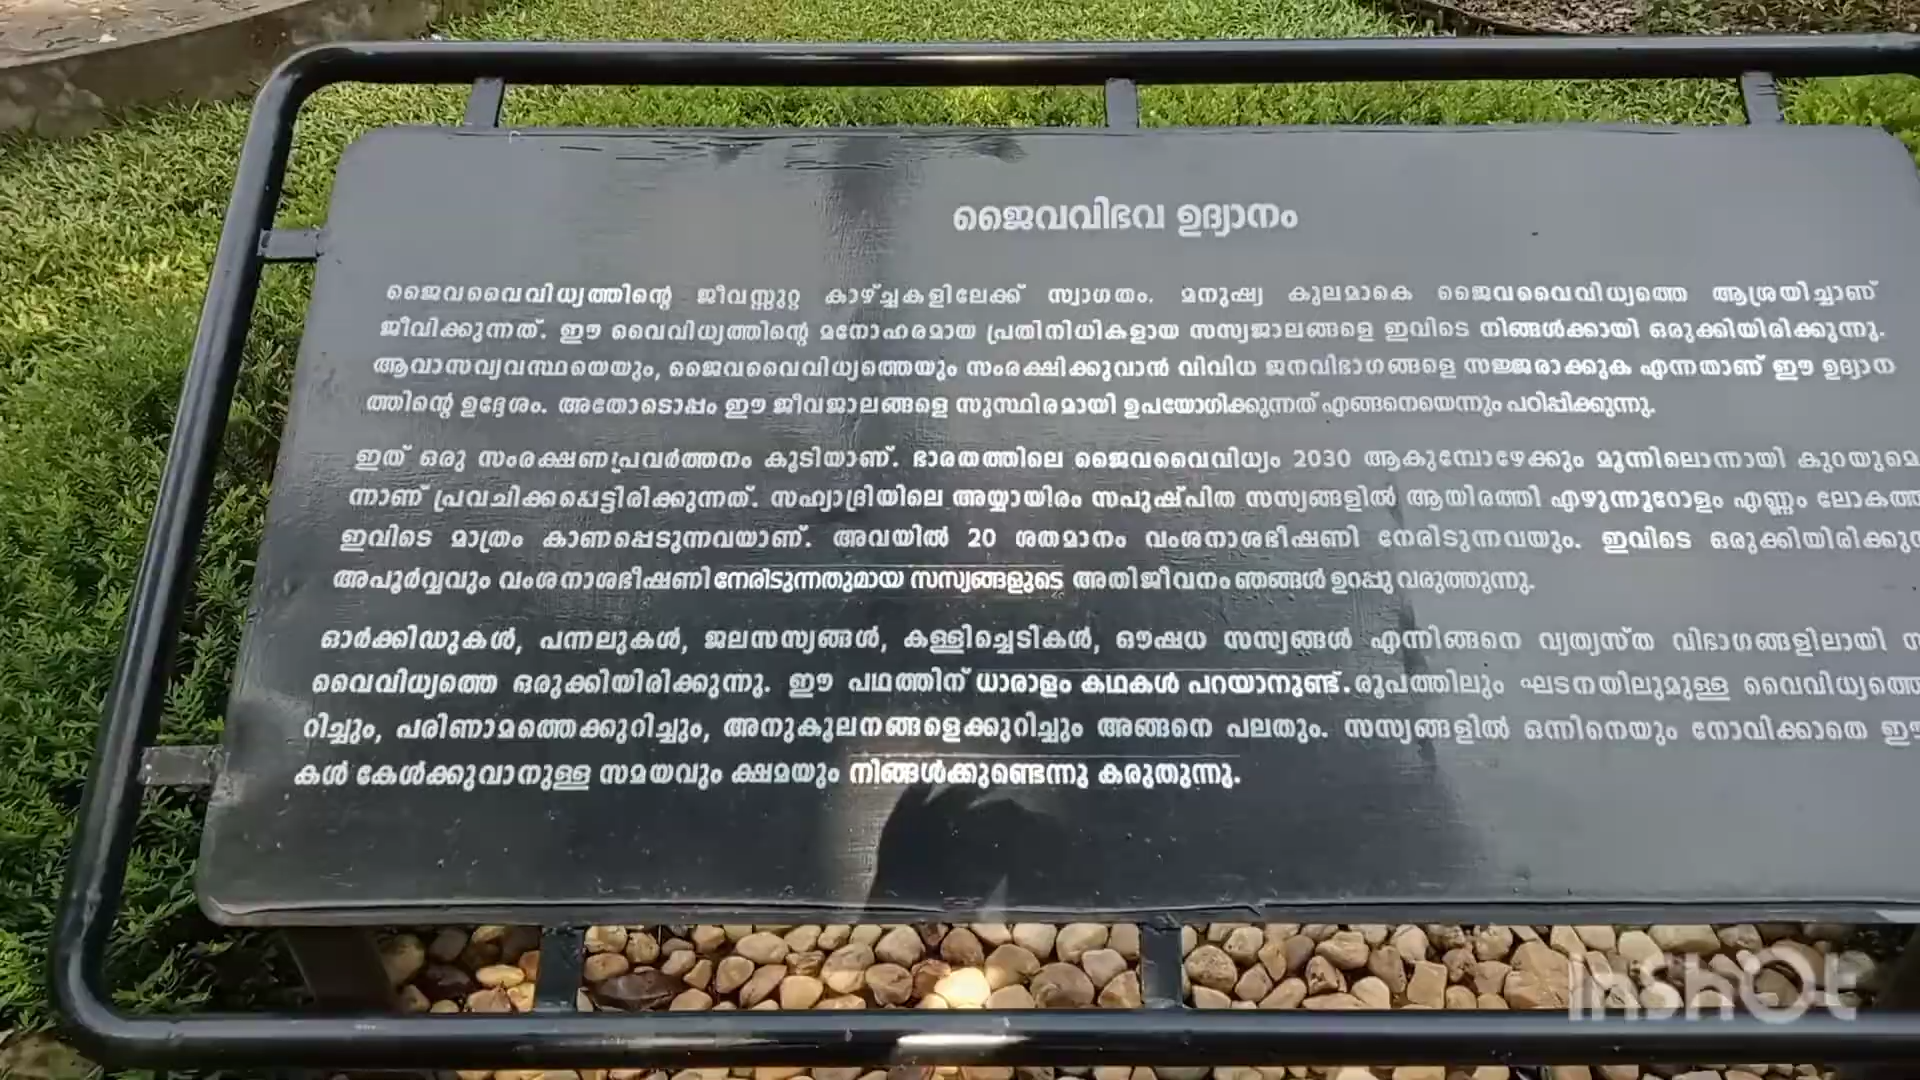 ജൈവവിഭവ ഉദ്യാനം
ജൈവവൈവിധ്യത്തിന്റെ ജീവസ്സുറ്റ കാഴ്ച്ചകളിലേക്ക് സ്വാഗതം. മനുഷ്യ കുലമാകെ ജൈവവൈവിധ്യത്തെ ആശ്രയിച്ചാണ്
ജീവിക്കുന്നത്. ഈ വൈവിധ്യത്തിന്റെ മനോഹരമായ പ്രതിനിധികളായ സസ്യജാലങ്ങളെ ഇവിടെ നിങ്ങൾക്കായി ഒരുക്കിയിരിക്കുന്നു.
ആവാസവ്യവസ്ഥയെയും, ജൈവവൈവിധ്യത്തെയും സംരക്ഷിക്കുവാൻ വിവിധ ജനവിഭാഗങ്ങളെ സജ്ജരാക്കുക എന്നതാണ് ഈ ഉദ്യാന
ത്തിന്റെ ഉദ്ദേശം. അതോടൊപ്പം ഈ ജീവജാലങ്ങളെ സുസ്ഥിരമായി ഉപയോഗിക്കുന്നത് എങ്ങനെയെന്നും പഠിപ്പിക്കുന്നു.
ഇത് ഒരു സംരക്ഷണപ്രവർത്തനം കൂടിയാണ്. ഭാരതത്തിലെ ജൈവവൈവിധ്യം 2030 ആകുമ്പോഴേക്കും മൂന്നിലൊന്നായി കുറയുമെ
ന്നാണ് പ്രവചിക്കപ്പെട്ടിരിക്കുന്നത്. സഹ്യാദ്രിയിലെ അയ്യായിരം സപുഷ്പിത സസ്യങ്ങളിൽ ആയിരത്തി എഴുന്നൂറോളം എണ്ണം ലോകത്ത
ഇവിടെ മാത്രം കാണപ്പെടുന്നവയാണ്. അവയിൽ 20 ശതമാനം വംശനാശഭീഷണി നേരിടുന്നവയും. ഇവിടെ ഒരുക്കിയിരിക്കു
അപൂർവ്വവും വംശനാശഭീഷണി നേരിടുന്നതുമായ സസ്യങ്ങളുടെ അതിജീവനം ഞങ്ങൾ ഉറപ്പു വരുത്തുന്നു.
ഓർക്കിഡുകൾ, പന്നലുകൾ, ജലസസ്യങ്ങൾ, കള്ളിച്ചെടികൾ, ഔഷധ സസ്യങ്ങൾ എന്നിങ്ങനെ വ്യത്യസ്ത വിഭാഗങ്ങളിലായി
വൈവിധ്യത്തെ ഒരുക്കിയിരിക്കുന്നു. ഈ പഥത്തിന് ധാരാളം കഥകൾ പറയാനുണ്ട്. രൂപത്തിലും ഘടനയിലുമുള്ള വൈവിധ്യത്തെ
റിച്ചും, പരിണാമത്തെക്കുറിച്ചും, അനുകൂലനങ്ങളെക്കുറിച്ചും അങ്ങനെ പലതും. സസ്യങ്ങളിൽ ഒന്നിനെയും നോവിക്കാതെ ഈ
കൾ കേൾക്കുവാനുള്ള സമയവും ക്ഷമയും നിങ്ങൾക്കുണ്ടെന്നു കരുതുന്നു.
InShOt